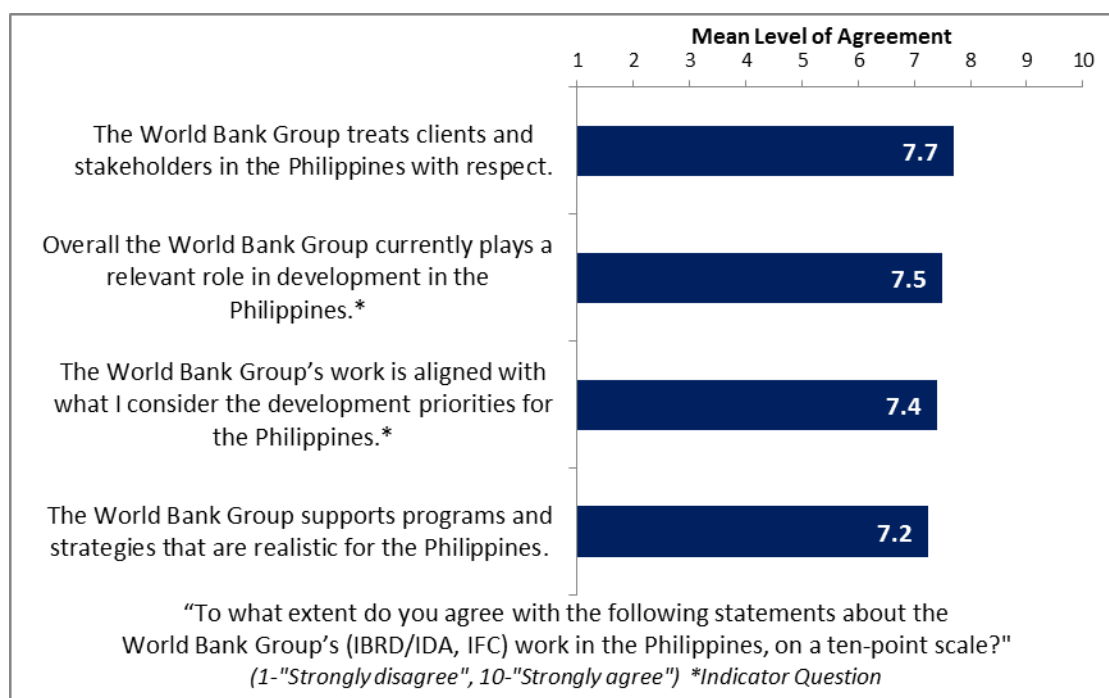 Mean Level of Agreement
1 2 3 4 5 6 7 8 9 10
The World Bank Group treats clients and
stakeholders in the Philippines with respect.
7.7
Overall the World Bank Group currently plays a
relevant role in development in the
Philippines.*
7.5
The World Bank Group’s work is aligned with
what I consider the development priorities for
the Philippines.*
7.4
The World Bank Group supports programs and
strategies that are realistic for the Philippines.
7.2
“To what extent do you agree with the following statements about the
World Bank Group’s (IBRD/IDA, IFC) work in the Philippines, on a ten-point scale?"
(1-"Strongly disagree", 10-"Strongly agree") *Indicator Question